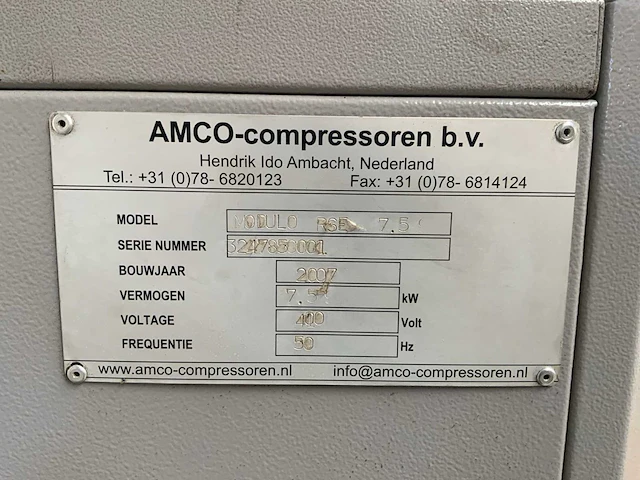 AMCO-compressoren b.v.
Hendrik Ido Ambacht, Nederland
Tel.: +31 (0)78- 6820123 Fax: +31 (0)78- 6814124
MODEL MODULO 7.5
SERIE NUMMER
BOUWJAAR 2007
VERMOGEN kW
VOLTAGE 400 Volt
FREQUENTIE 50 Hz
www.amco-compressoren.nl info@amco-compressoren.nl